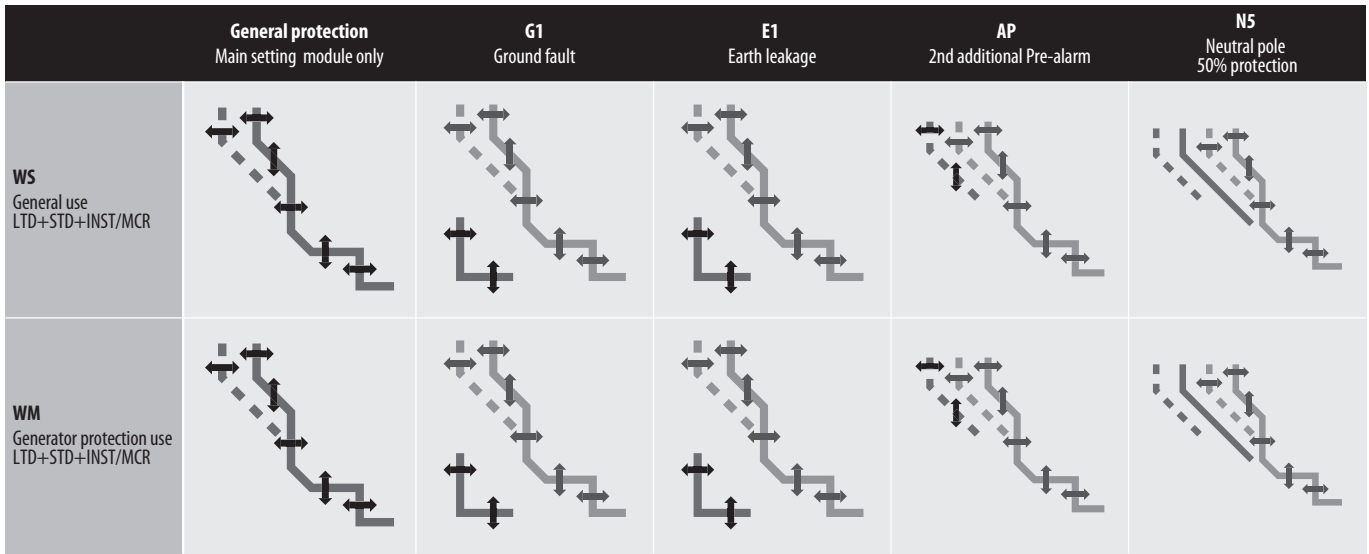 General protection
Main setting module only
G1
Ground fault
E1
Earth leakage
AP
2nd additional Pre-alarm
N5
Neutral pole
50% protection
WS
General use
LTD+STD+INST/MCR
WM
Generator protection use
LTD+STD+INST/MCR